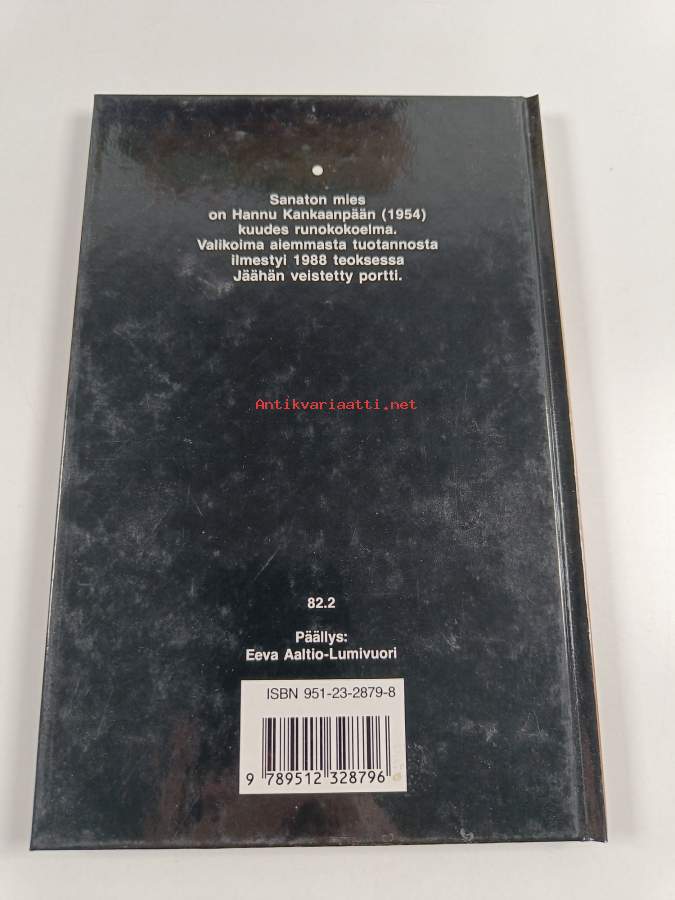 Sanaton mies
on Hannu Kankaanpään (1954)
kuudes runokokoelma.
Valikoima aiemmasta tuotannosta
ilmestyi 1988 teoksessa
Jäähän veistetty portti.
Antikvariaatti.net
82.2
Päällys:
Eeva Aaltio-Lumivuori
ISBN 951-23-2879-8
9 789512 328796